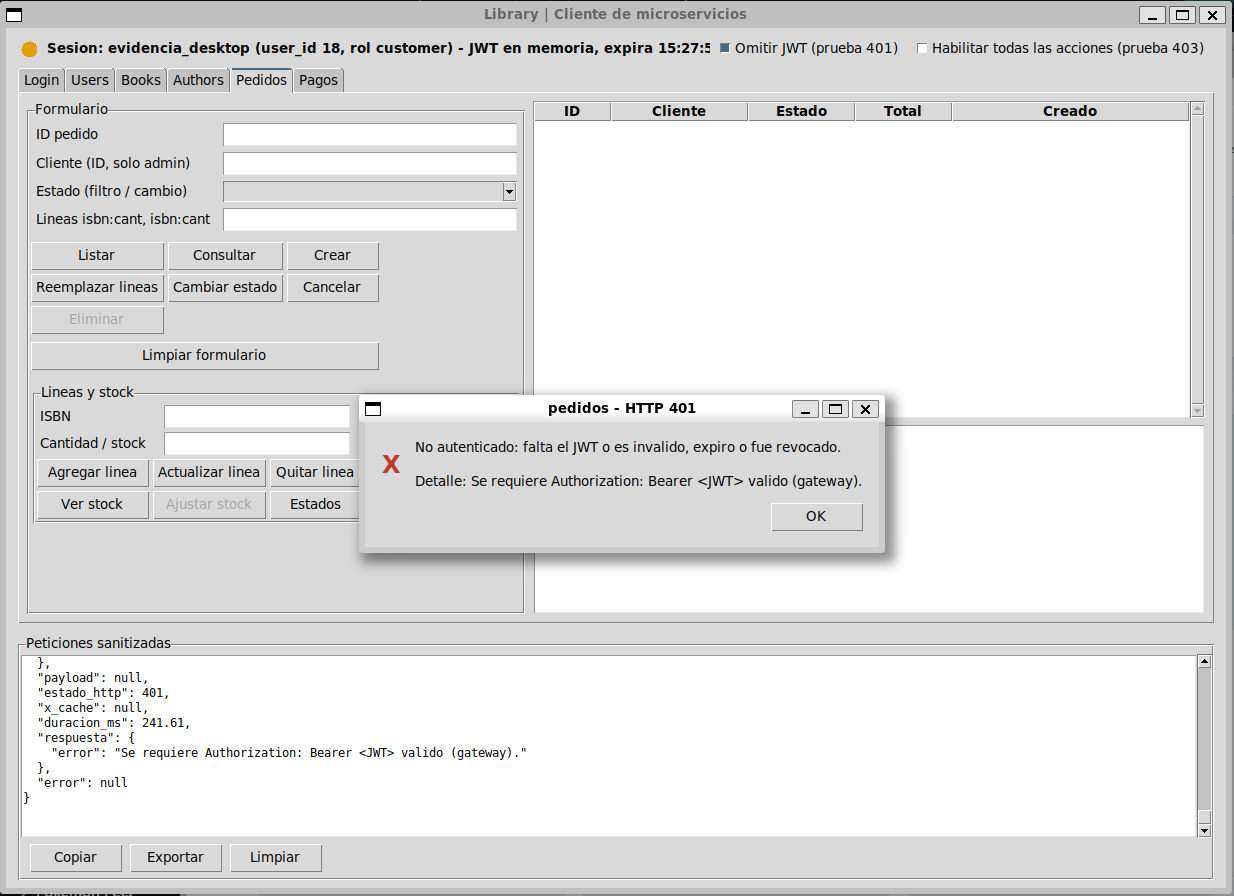 Library | Cliente de microservicios
Sesion: evidencia_desktop (user_id 18, rol customer) - JWT en memoria, expira 15:27:5
Omitir JWT (prueba 401)
Habilitar todas las acciones (prueba 403)
Login Users Books Authors Pedidos Pagos
Formulario
ID pedido
Cliente (ID, solo admin)
Estado (filtro / cambio)
Lineas isbn:cant, isbn:cant
Listar Consultar Crear
Reemplazar lineas Cambiar estado Cancelar
Eliminar
Limpiar formulario
Lineas y stock
ISBN
Cantidad / stock
Agregar linea Actualizar linea Quitar linea
Ver stock Ajustar stock Estados
ID Cliente Estado Total Creado
pedidos - HTTP 401
X
No autenticado: falta el JWT o es invalido, expiro o fue revocado.
Detalle: Se requiere Authorization: Bearer <JWT> valido (gateway).
OK
Peticiones sanitizadas
},
"payload": null,
"estado_http": 401,
"x_cache": null,
"duracion_ms": 241.61,
"respuesta": {
"error": "Se requiere Authorization: Bearer <JWT> valido (gateway)."
},
"error": null
}
Copiar Exportar Limpiar